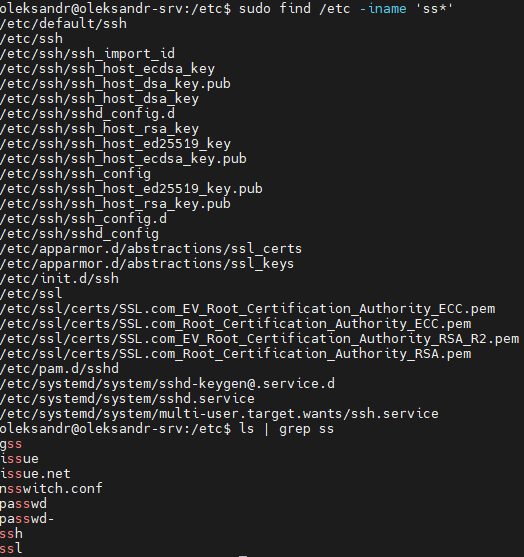 oleksandr@oleksandr-srv:/etc$ sudo find /etc -iname 'ss*'
/etc/default/ssh
/etc/ssh
/etc/ssh/ssh_import_id
/etc/ssh/ssh_host_ecdsa_key
/etc/ssh/ssh_host_dsa_key.pub
/etc/ssh/ssh_host_dsa_key
/etc/ssh/sshd_config.d
/etc/ssh/ssh_host_rsa_key
/etc/ssh/ssh_host_ed25519_key
/etc/ssh/ssh_host_ecdsa_key.pub
/etc/ssh/ssh_config
/etc/ssh/ssh_host_ed25519_key.pub
/etc/ssh/ssh_host_rsa_key.pub
/etc/ssh/ssh_config.d
/etc/ssh/sshd_config
/etc/apparmor.d/abstractions/ssl_certs
/etc/apparmor.d/abstractions/ssl_keys
/etc/init.d/ssh
/etc/ssl
/etc/ssl/certs/SSL.com_EV_Root_Certification_Authority_ECC.pem
/etc/ssl/certs/SSL.com_Root_Certification_Authority_ECC.pem
/etc/ssl/certs/SSL.com_EV_Root_Certification_Authority_RSA_R2.pem
/etc/ssl/certs/SSL.com_Root_Certification_Authority_RSA.pem
/etc/pam.d/sshd
/etc/systemd/system/sshd-keygen@.service.d
/etc/systemd/system/sshd.service
/etc/systemd/system/multi-user.target.wants/ssh.service
oleksandr@oleksandr-srv:/etc$ ls | grep ss
gss
issue
issue.net
nsswitch.conf
passwd
passwd-
ssh
ssl